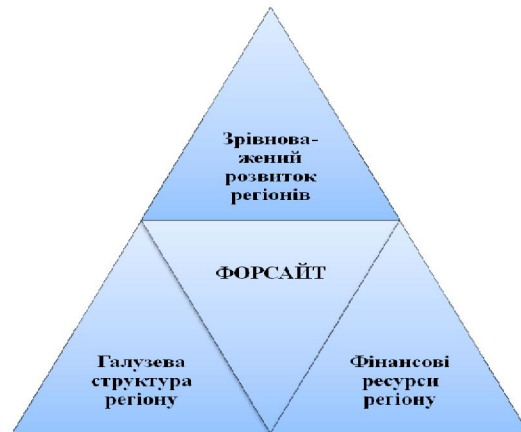 Зрівнова-
жений
розвиток
регіонів
ФОРСАЙТ
Галузева
структура
регіону
Фінансові
ресурси
регіону